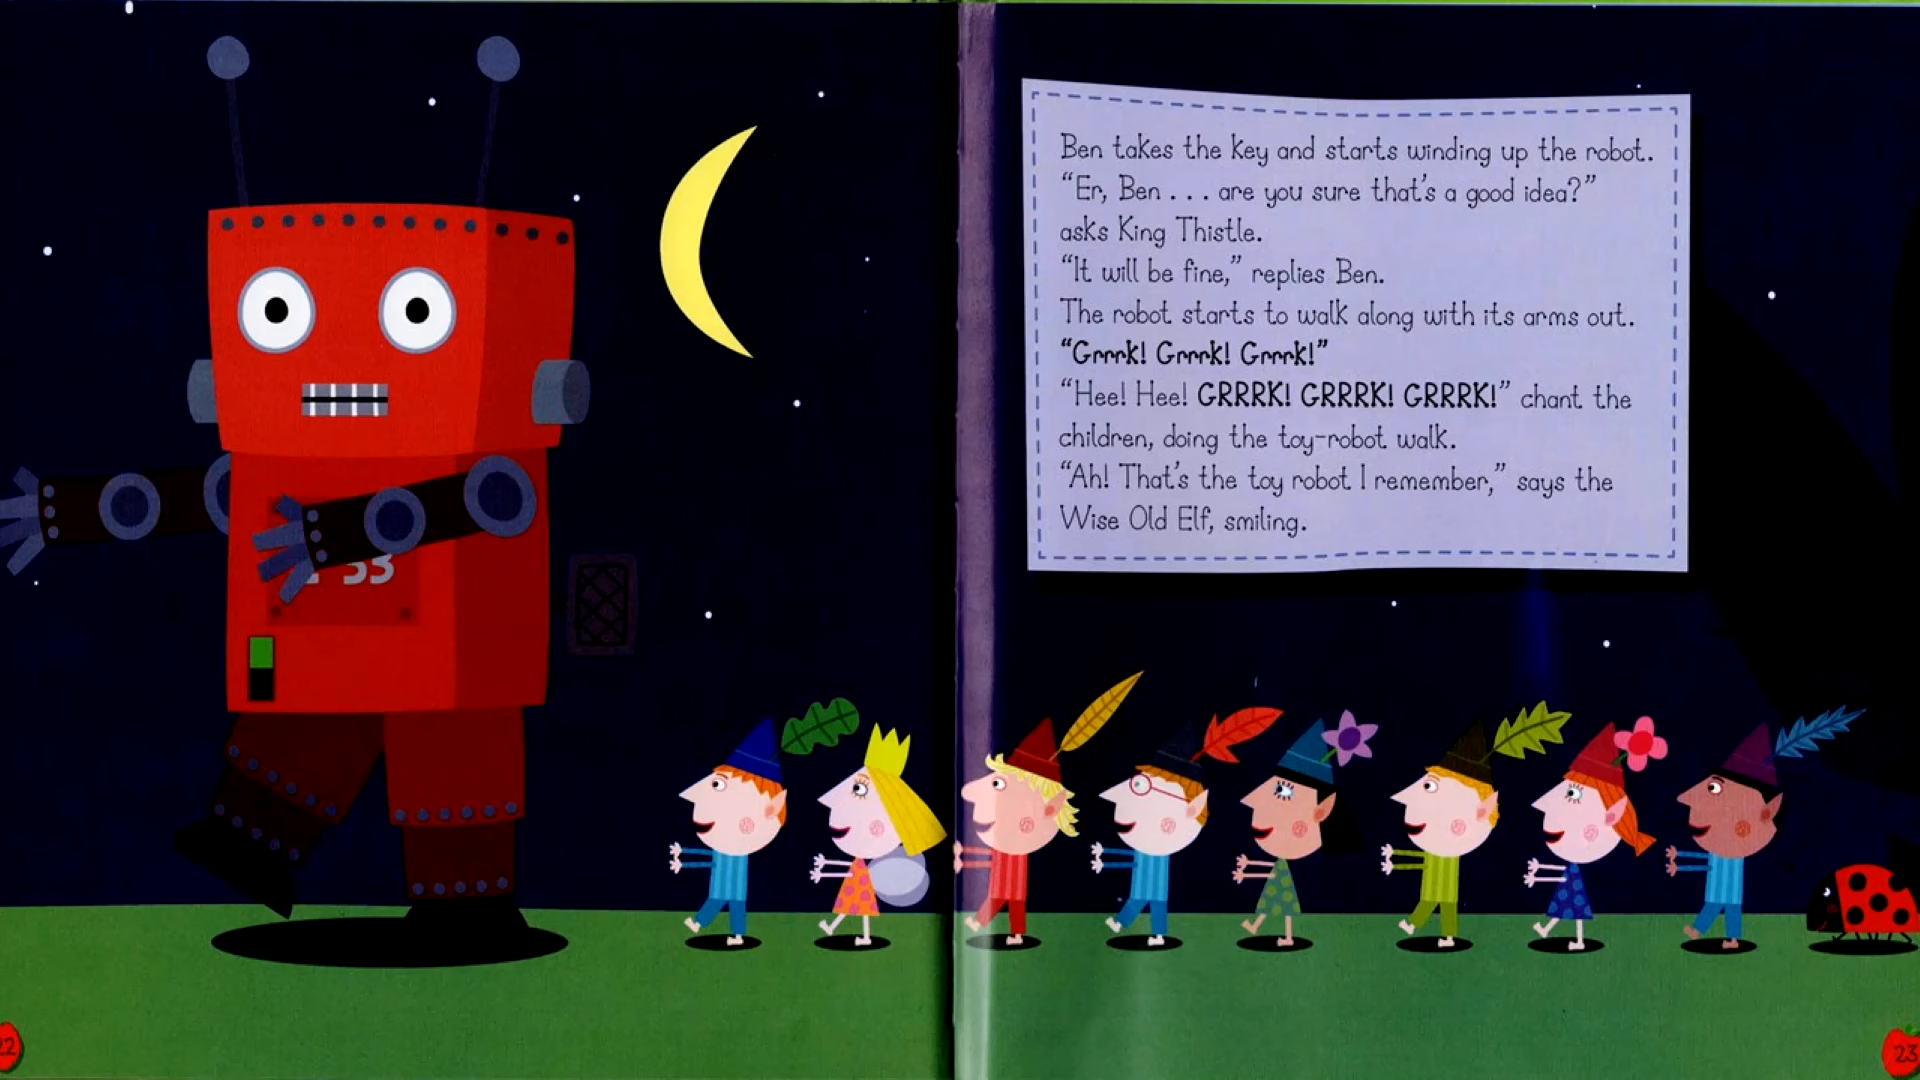 Ben takes the key and starts winding up the robot.
“Er, Ben . . . are you sure that’s a good idea?”
asks King Thistle.
“It will be fine,” replies Ben.
The robot starts to walk along with its arms out.
“Grrrk! Grrrk! Grrrk!”
“Hee! Hee! GRRRK! GRRRK! GRRRK!” chant the
children, doing the toy-robot walk.
“Ah! That’s the toy robot I remember,” says the
Wise Old Elf, smiling.
53
22
23